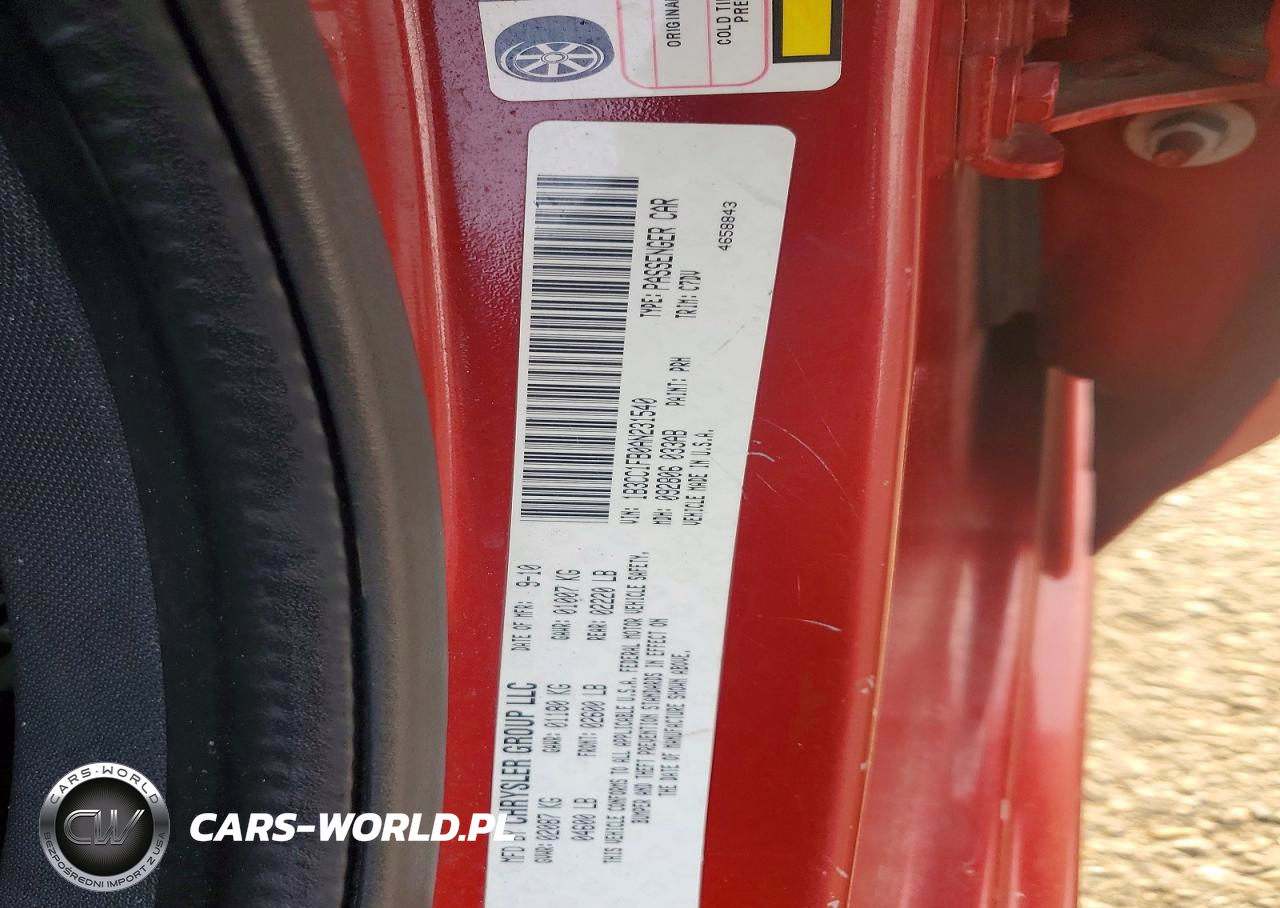 ORIGINA
COLD TI
PRE
MFD BY CHRYSLER GROUP LLC
DATE OF MFR: 9-10
GVWR: 02087 KG
GAWR: 01180 KG
GAWR: 01007 KG
04600 LB
FRONT: 02600 LB
REAR: 02220 LB
THIS VEHICLE CONFORMS TO ALL APPLICABLE U.S.A. FEDERAL MOTOR VEHICLE SAFETY,
BUMPER AND THEFT PREVENTION STANDARDS IN EFFECT ON
THE DATE OF MANUFACTURE SHOWN ABOVE.
VIN: 1B3CC1FB0AN231540
TYPE: PASSENGER CAR
MDH: 092806 033AB
PAINT: PRH
TRIM: C7DV
VEHICLE MADE IN U.S.A.
4658843
CARS-WORLD
CW
BEZPOŚREDNI IMPORT Z USA
CARS-WORLD.PL